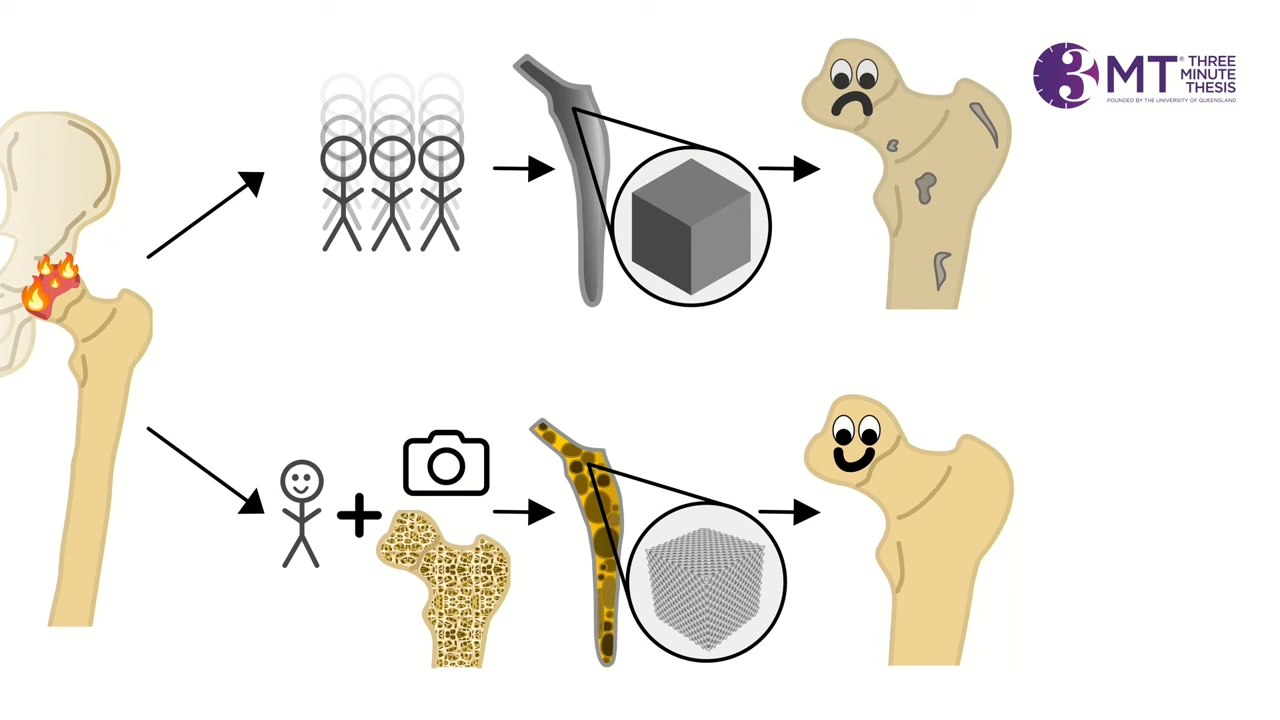 3MT® THREE
MINUTE
THESIS
FOUNDED BY THE UNIVERSITY OF QUEENSLAND